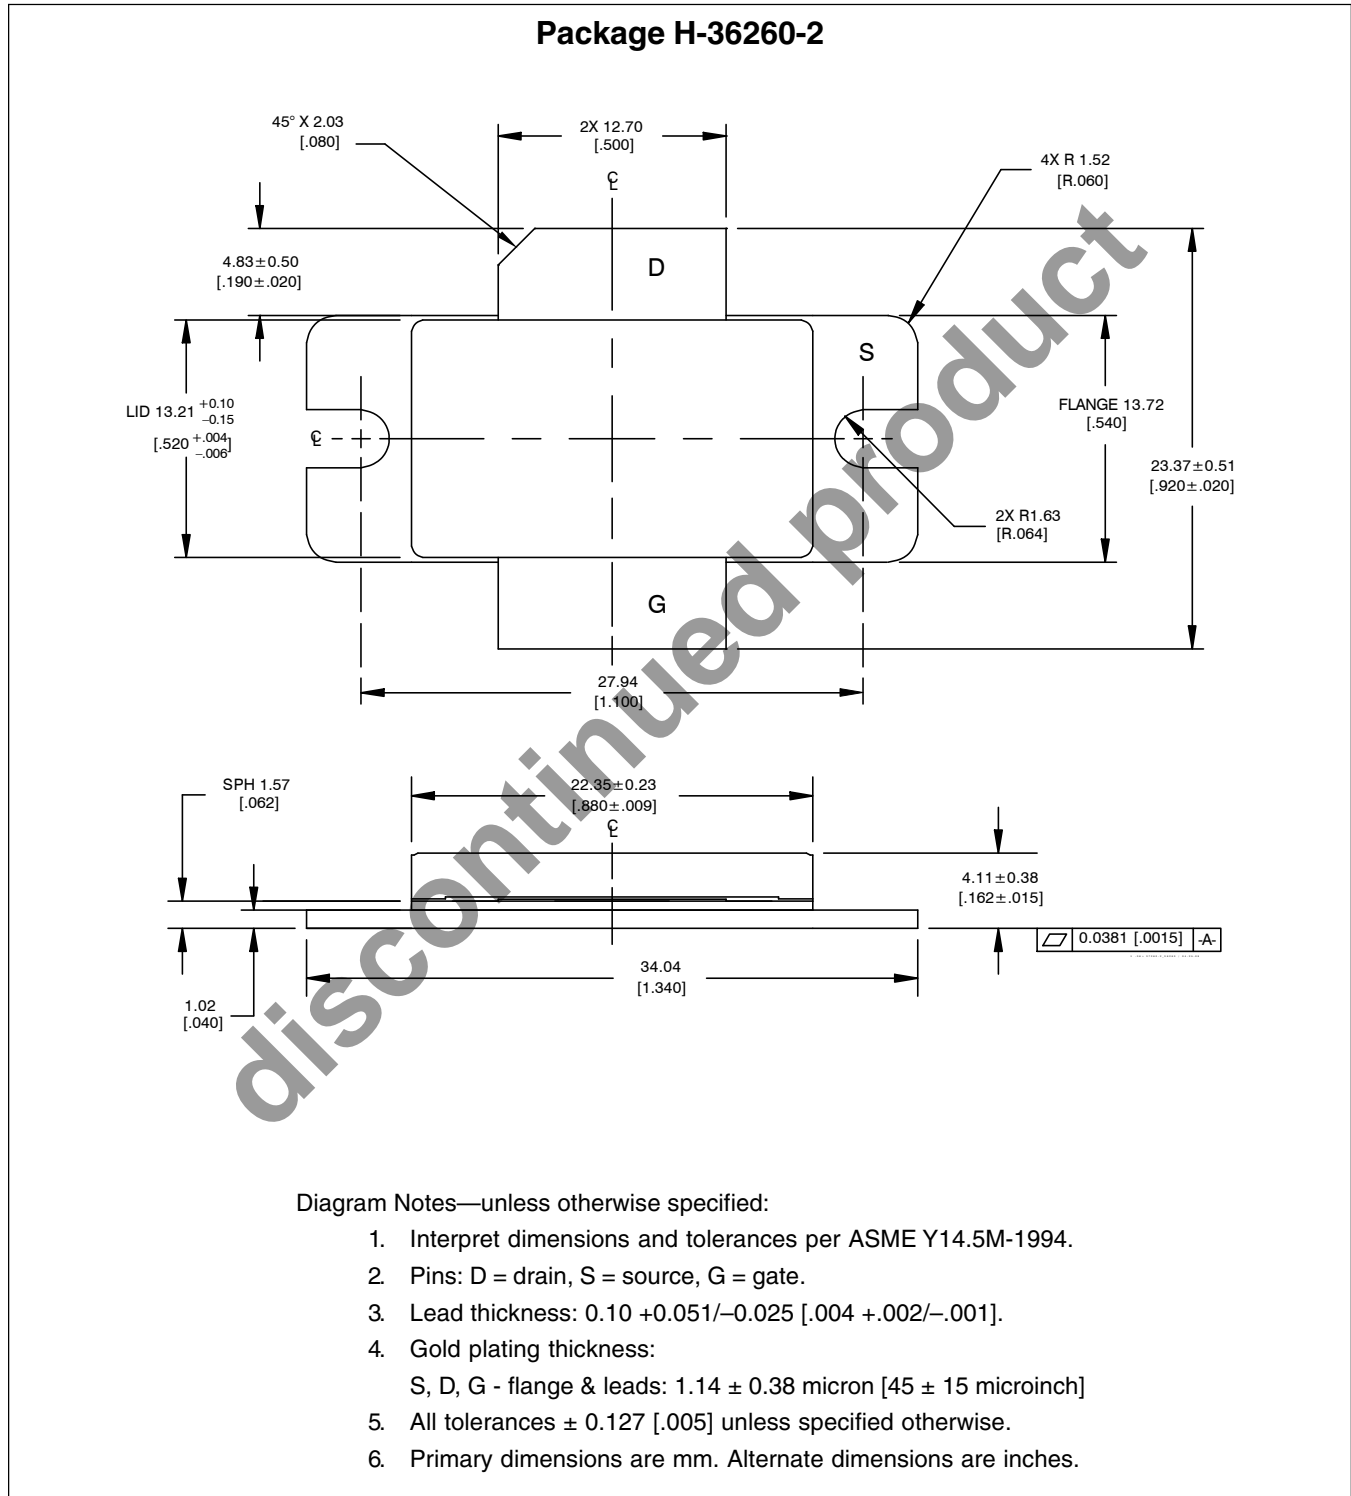 Package H-36260-2
45° X 2.03
[.080]
2X 12.70
[.500]
CL
4X R 1.52
[R.060]
4.83±0.50
[.190±.020]
D
S
LID 13.21 +0.10
–0.15
[.520 +.004
–.006]
CL
FLANGE 13.72
[.540]
23.37±0.51
[.920±.020]
2X R1.63
[R.064]
G
27.94
[1.100]
SPH 1.57
[.062]
22.35±0.23
[.880±.009]
CL
4.11±0.38
[.162±.015]
0.0381 [.0015] -A-
34.04
[1.340]
1.02
[.040]
discontinued product
Diagram Notes—unless otherwise specified:
1. Interpret dimensions and tolerances per ASME Y14.5M-1994.
2. Pins: D = drain, S = source, G = gate.
3. Lead thickness: 0.10 +0.051/–0.025 [.004 +.002/–.001].
4. Gold plating thickness:
S, D, G - flange & leads: 1.14 ± 0.38 micron [45 ± 15 microinch]
5. All tolerances ± 0.127 [.005] unless specified otherwise.
6. Primary dimensions are mm. Alternate dimensions are inches.